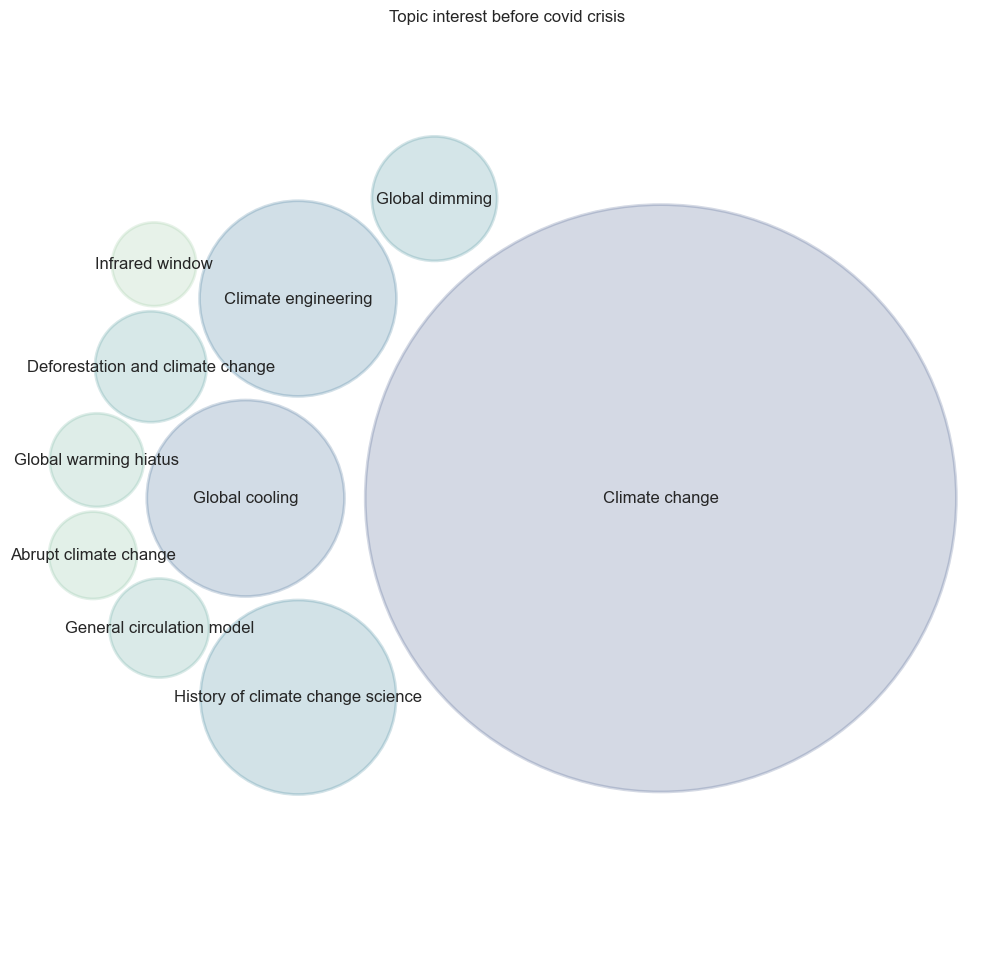 Topic interest before covid crisis
Global dimming
Infrared window
Climate engineering
Deforestation and climate change
Global warming hiatus
Global cooling
Climate change
Abrupt climate change
General circulation model
History of climate change science